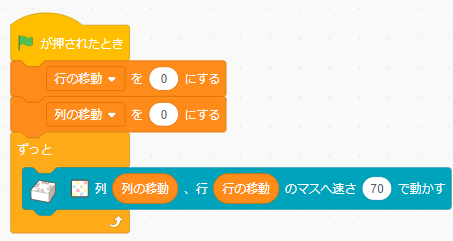 が押されたとき
行の移動 を 0 にする
列の移動 を 0 にする
ずっと
列 列の移動 、行 行の移動 のマスへ速さ 70 で動かす